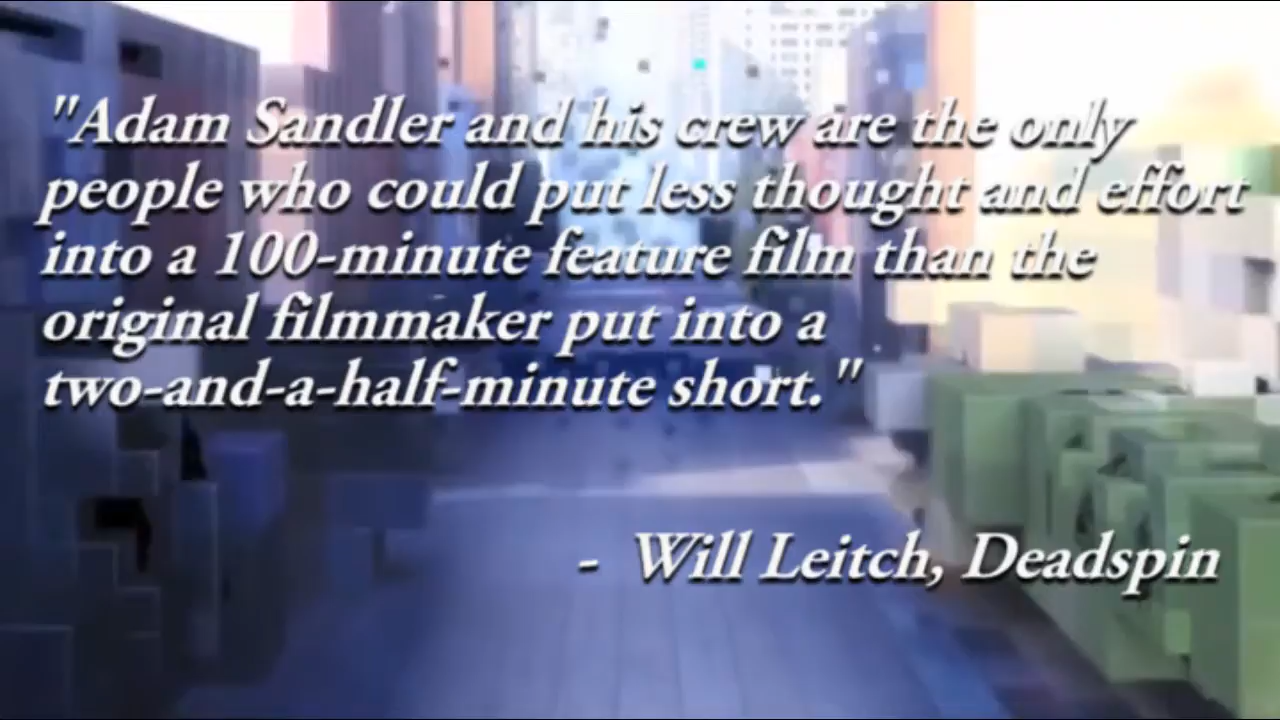 "Adam Sandler and his crew are the only
people who could put less thought and effort
into a 100-minute feature film than the
original filmmaker put into a
two-and-a-half-minute short."
- Will Leitch, Deadspin